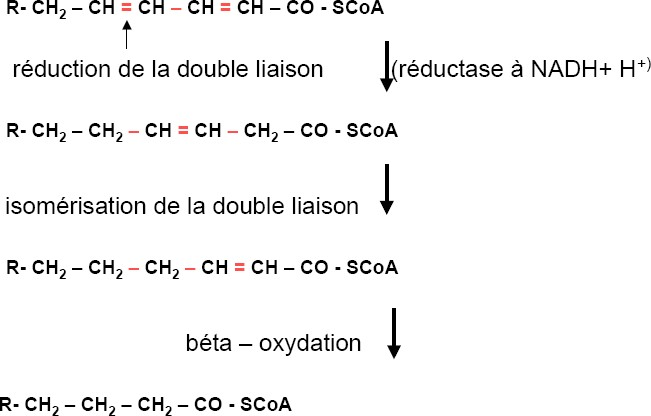 R- CH₂ – CH = CH – CH = CH – CO - SCoA
réduction de la double liaison (réductase à NADH+ H⁺⁾
R- CH₂ – CH₂ – CH = CH – CH₂ – CO - SCoA
isomérisation de la double liaison
R- CH₂ – CH₂ – CH₂ – CH = CH – CO - SCoA
béta – oxydation
R- CH₂ – CH₂ – CH₂ – CO - SCoA